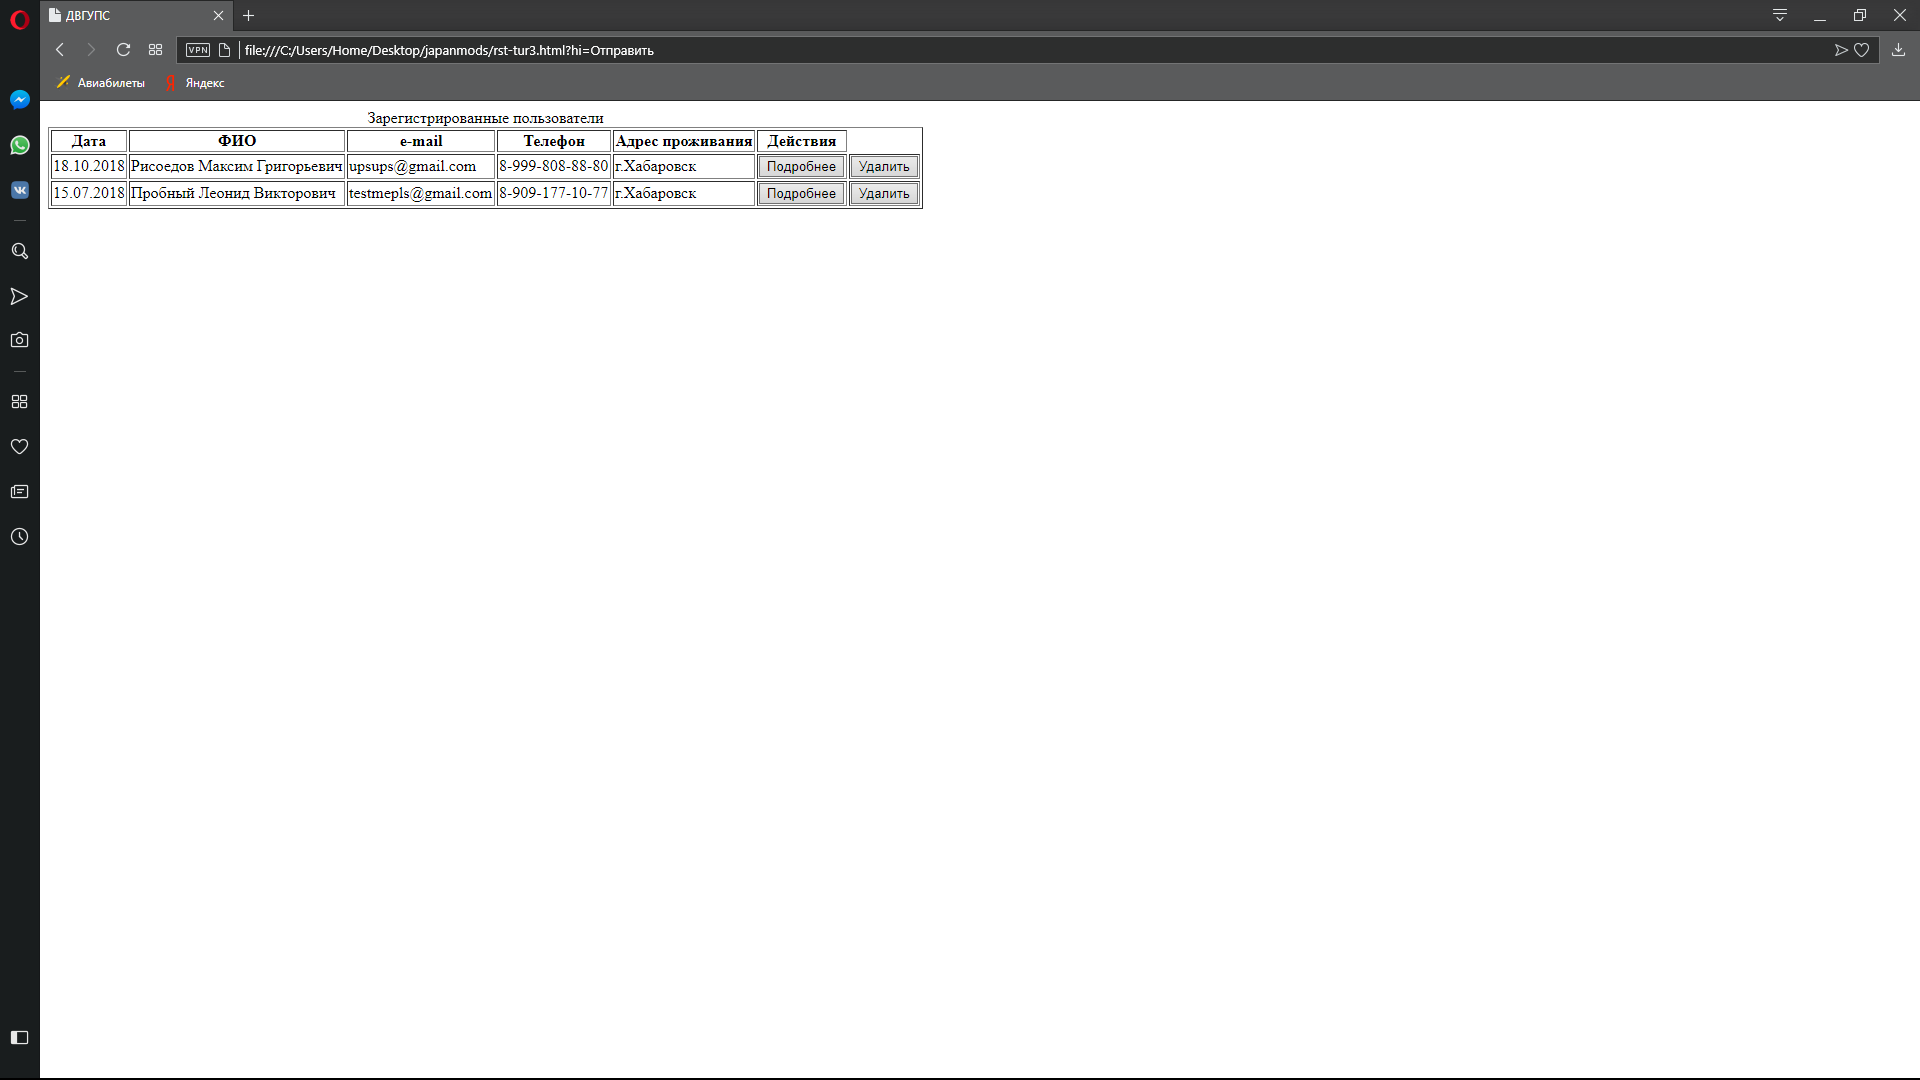 ДВГУПС
VPN file:///C:/Users/Home/Desktop/japanmods/rst-tur3.html?hi=Отправить
Авиабилеты Я Яндекс
Зарегистрированные пользователи
Дата ФИО e-mail Телефон Адрес проживания Действия
18.10.2018 Рисоедов Максим Григорьевич upsups@gmail.com 8-999-808-88-80 г.Хабаровск Подробнее Удалить
15.07.2018 Пробный Леонид Викторович testmepls@gmail.com 8-909-177-10-77 г.Хабаровск Подробнее Удалить